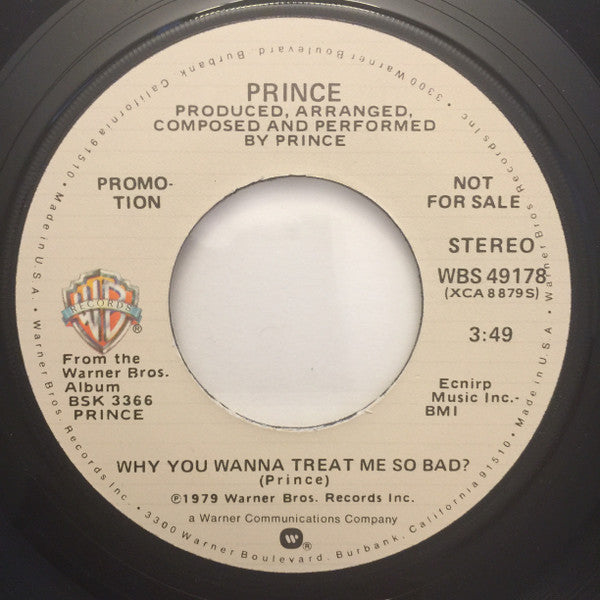 PRINCE
PRODUCED, ARRANGED,
COMPOSED AND PERFORMED
BY PRINCE
PROMO-
TION
NOT
FOR SALE
STEREO
WBS 49178
(XCA 8879S)
3:49
WB
RECORDS
®
From the
Warner Bros.
Album
BSK 3366
PRINCE
Ecnirp
Music Inc.-
BMI
WHY YOU WANNA TREAT ME SO BAD?
(Prince)
℗1979 Warner Bros. Records Inc.
a Warner Communications Company
®
Warner Bros. Records Inc. • 3300 Warner Boulevard, Burbank, California 91510 • Made in U.S.A. •
Warner Bros. Records Inc. • 3300 Warner Boulevard, Burbank, California 91510 • Made in U.S.A. •